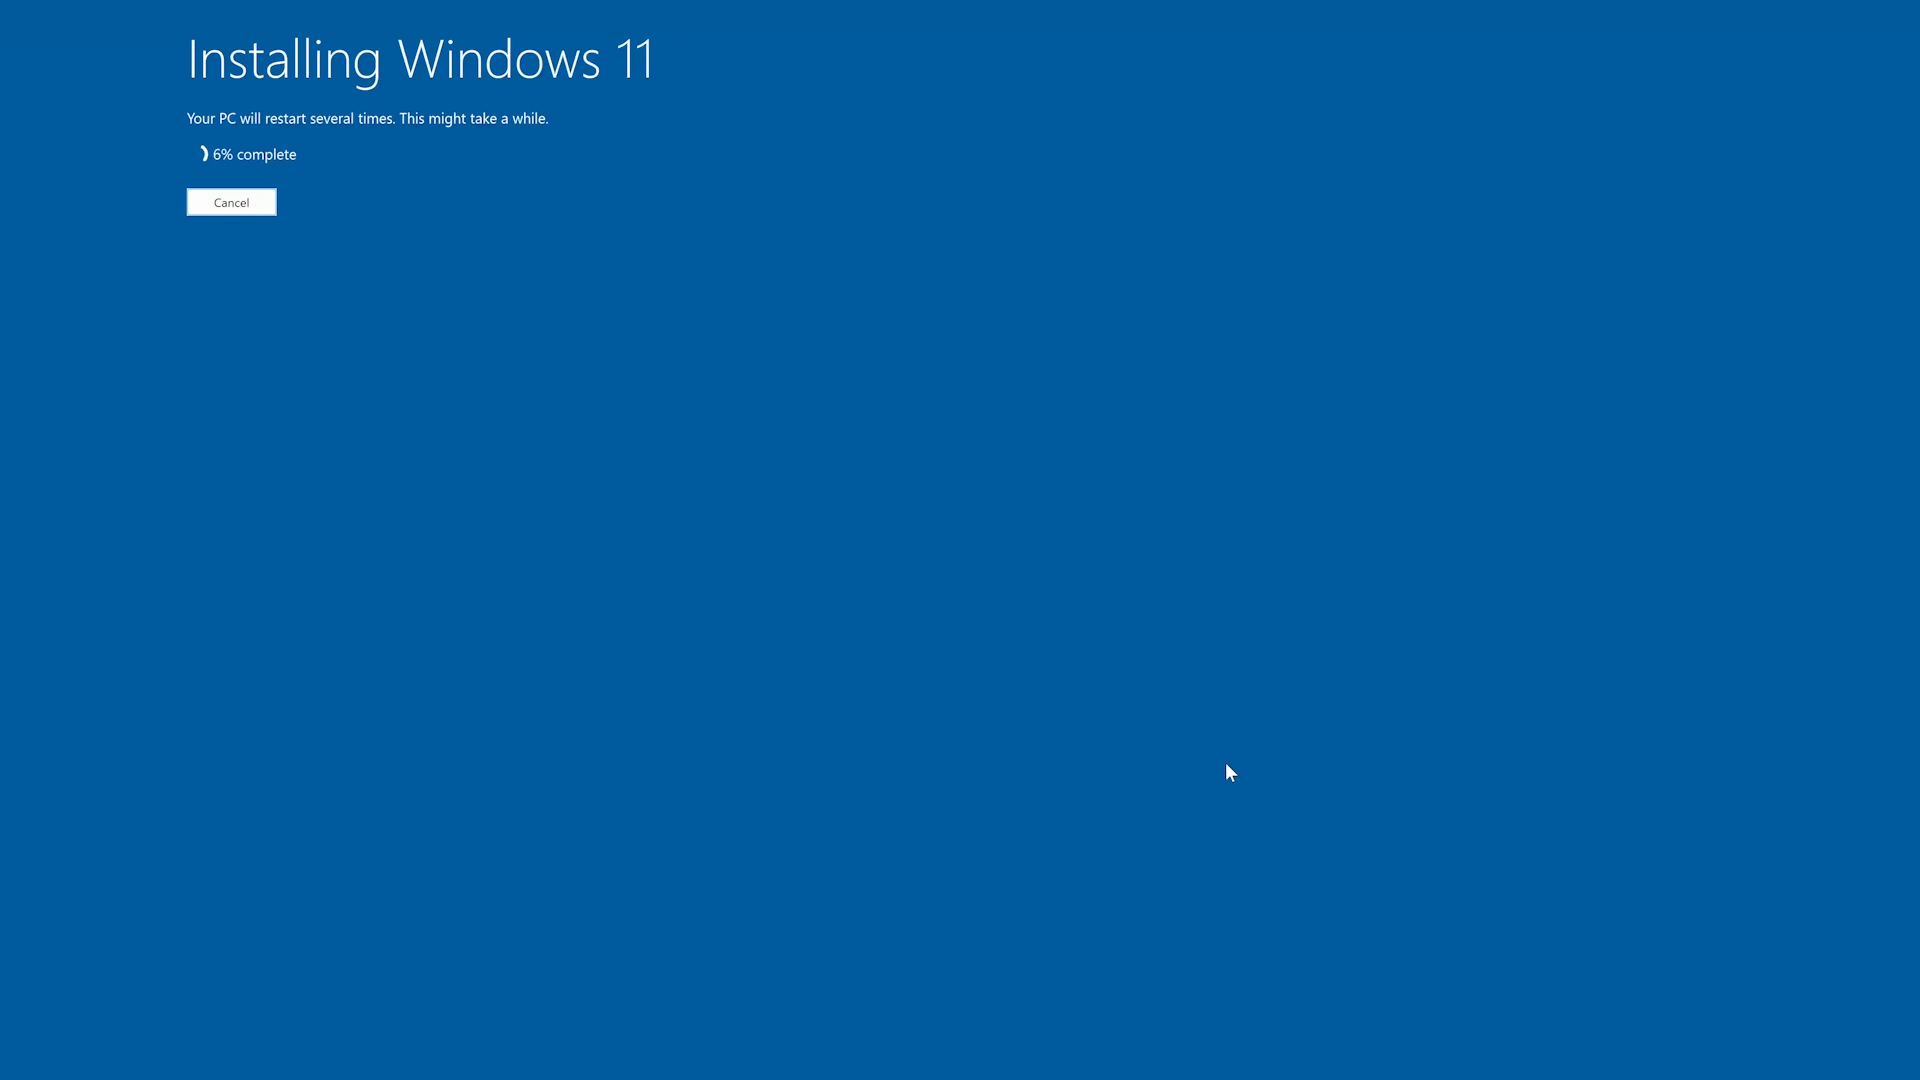 Installing Windows 11
Your PC will restart several times. This might take a while.
6% complete
Cancel